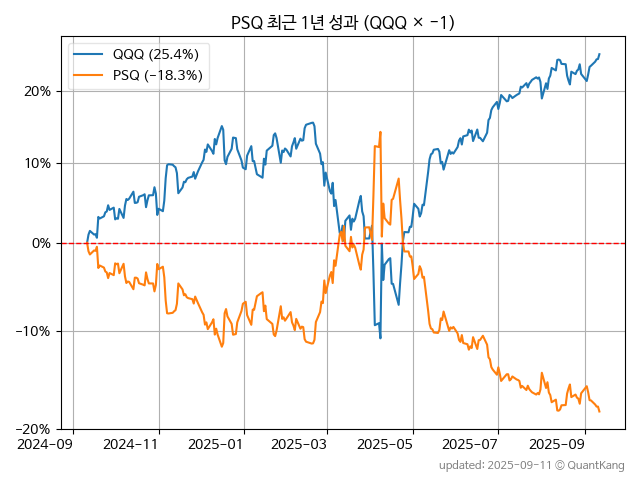 PSQ 최근 1년 성과 (QQQ × −1)
QQQ (25.4%)
PSQ (−18.3%)
20%
10%
0%
−10%
−20%
2024-09 2024-11 2025-01 2025-03 2025-05 2025-07 2025-09
updated: 2025-09-11 © QuantKang